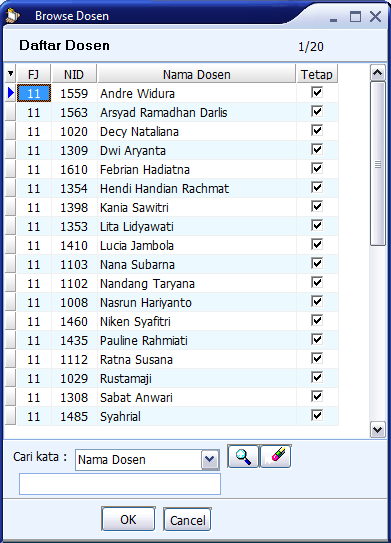 Browse Dosen
Daftar Dosen 1/20
FJ NID Nama Dosen Tetap
11 1559 Andre Widura
11 1563 Arsyad Ramadhan Darlis
11 1020 Decy Nataliana
11 1309 Dwi Aryanta
11 1610 Febrian Hadiatna
11 1354 Hendi Handian Rachmat
11 1398 Kania Sawitri
11 1353 Lita Lidyawati
11 1410 Lucia Jambola
11 1103 Nana Subarna
11 1102 Nandang Taryana
11 1008 Nasrun Hariyanto
11 1460 Niken Syafitri
11 1435 Pauline Rahmiati
11 1112 Ratna Susana
11 1029 Rustamaji
11 1308 Sabat Anwari
11 1485 Syahrial
Cari kata : Nama Dosen
OK Cancel